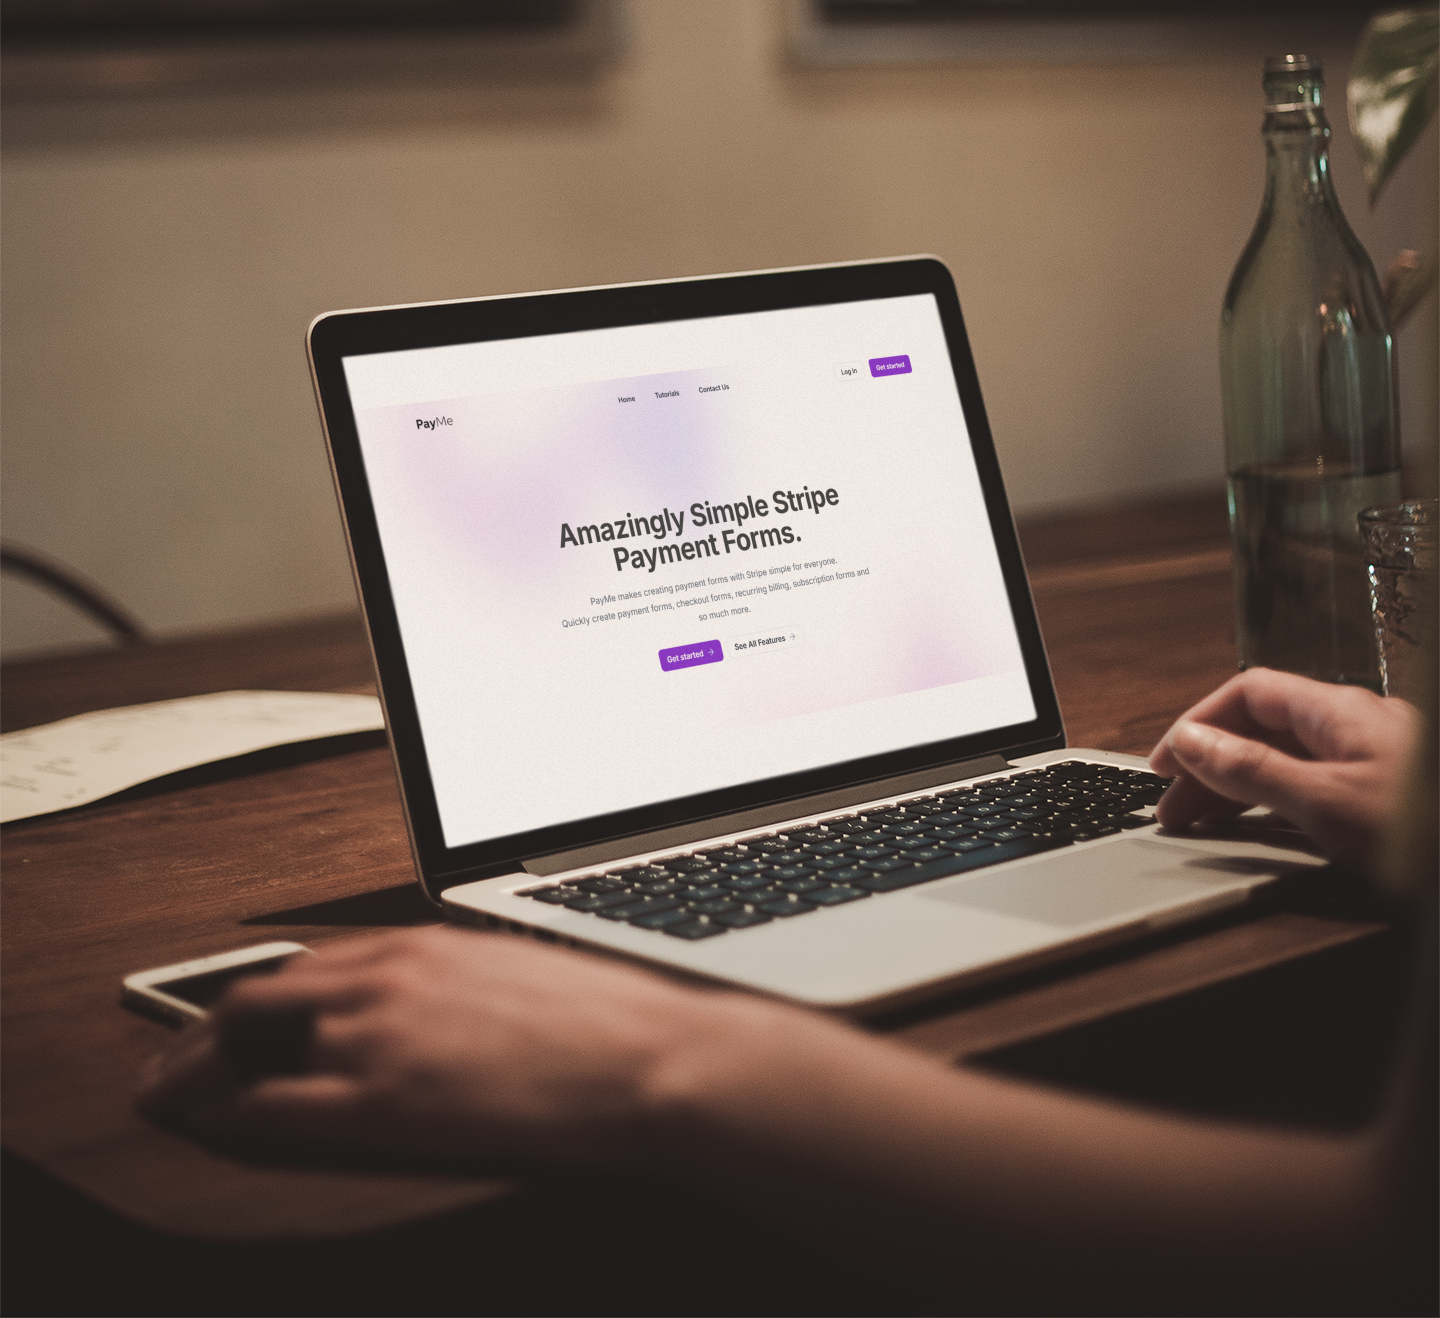 PayMe
Home Tutorials Contact Us
Log in Get started
Amazingly Simple Stripe
Payment Forms.
PayMe makes creating payment forms with Stripe simple for everyone.
Quickly create payment forms, checkout forms, recurring billing, subscription forms and
so much more.
Get started → See All Features →